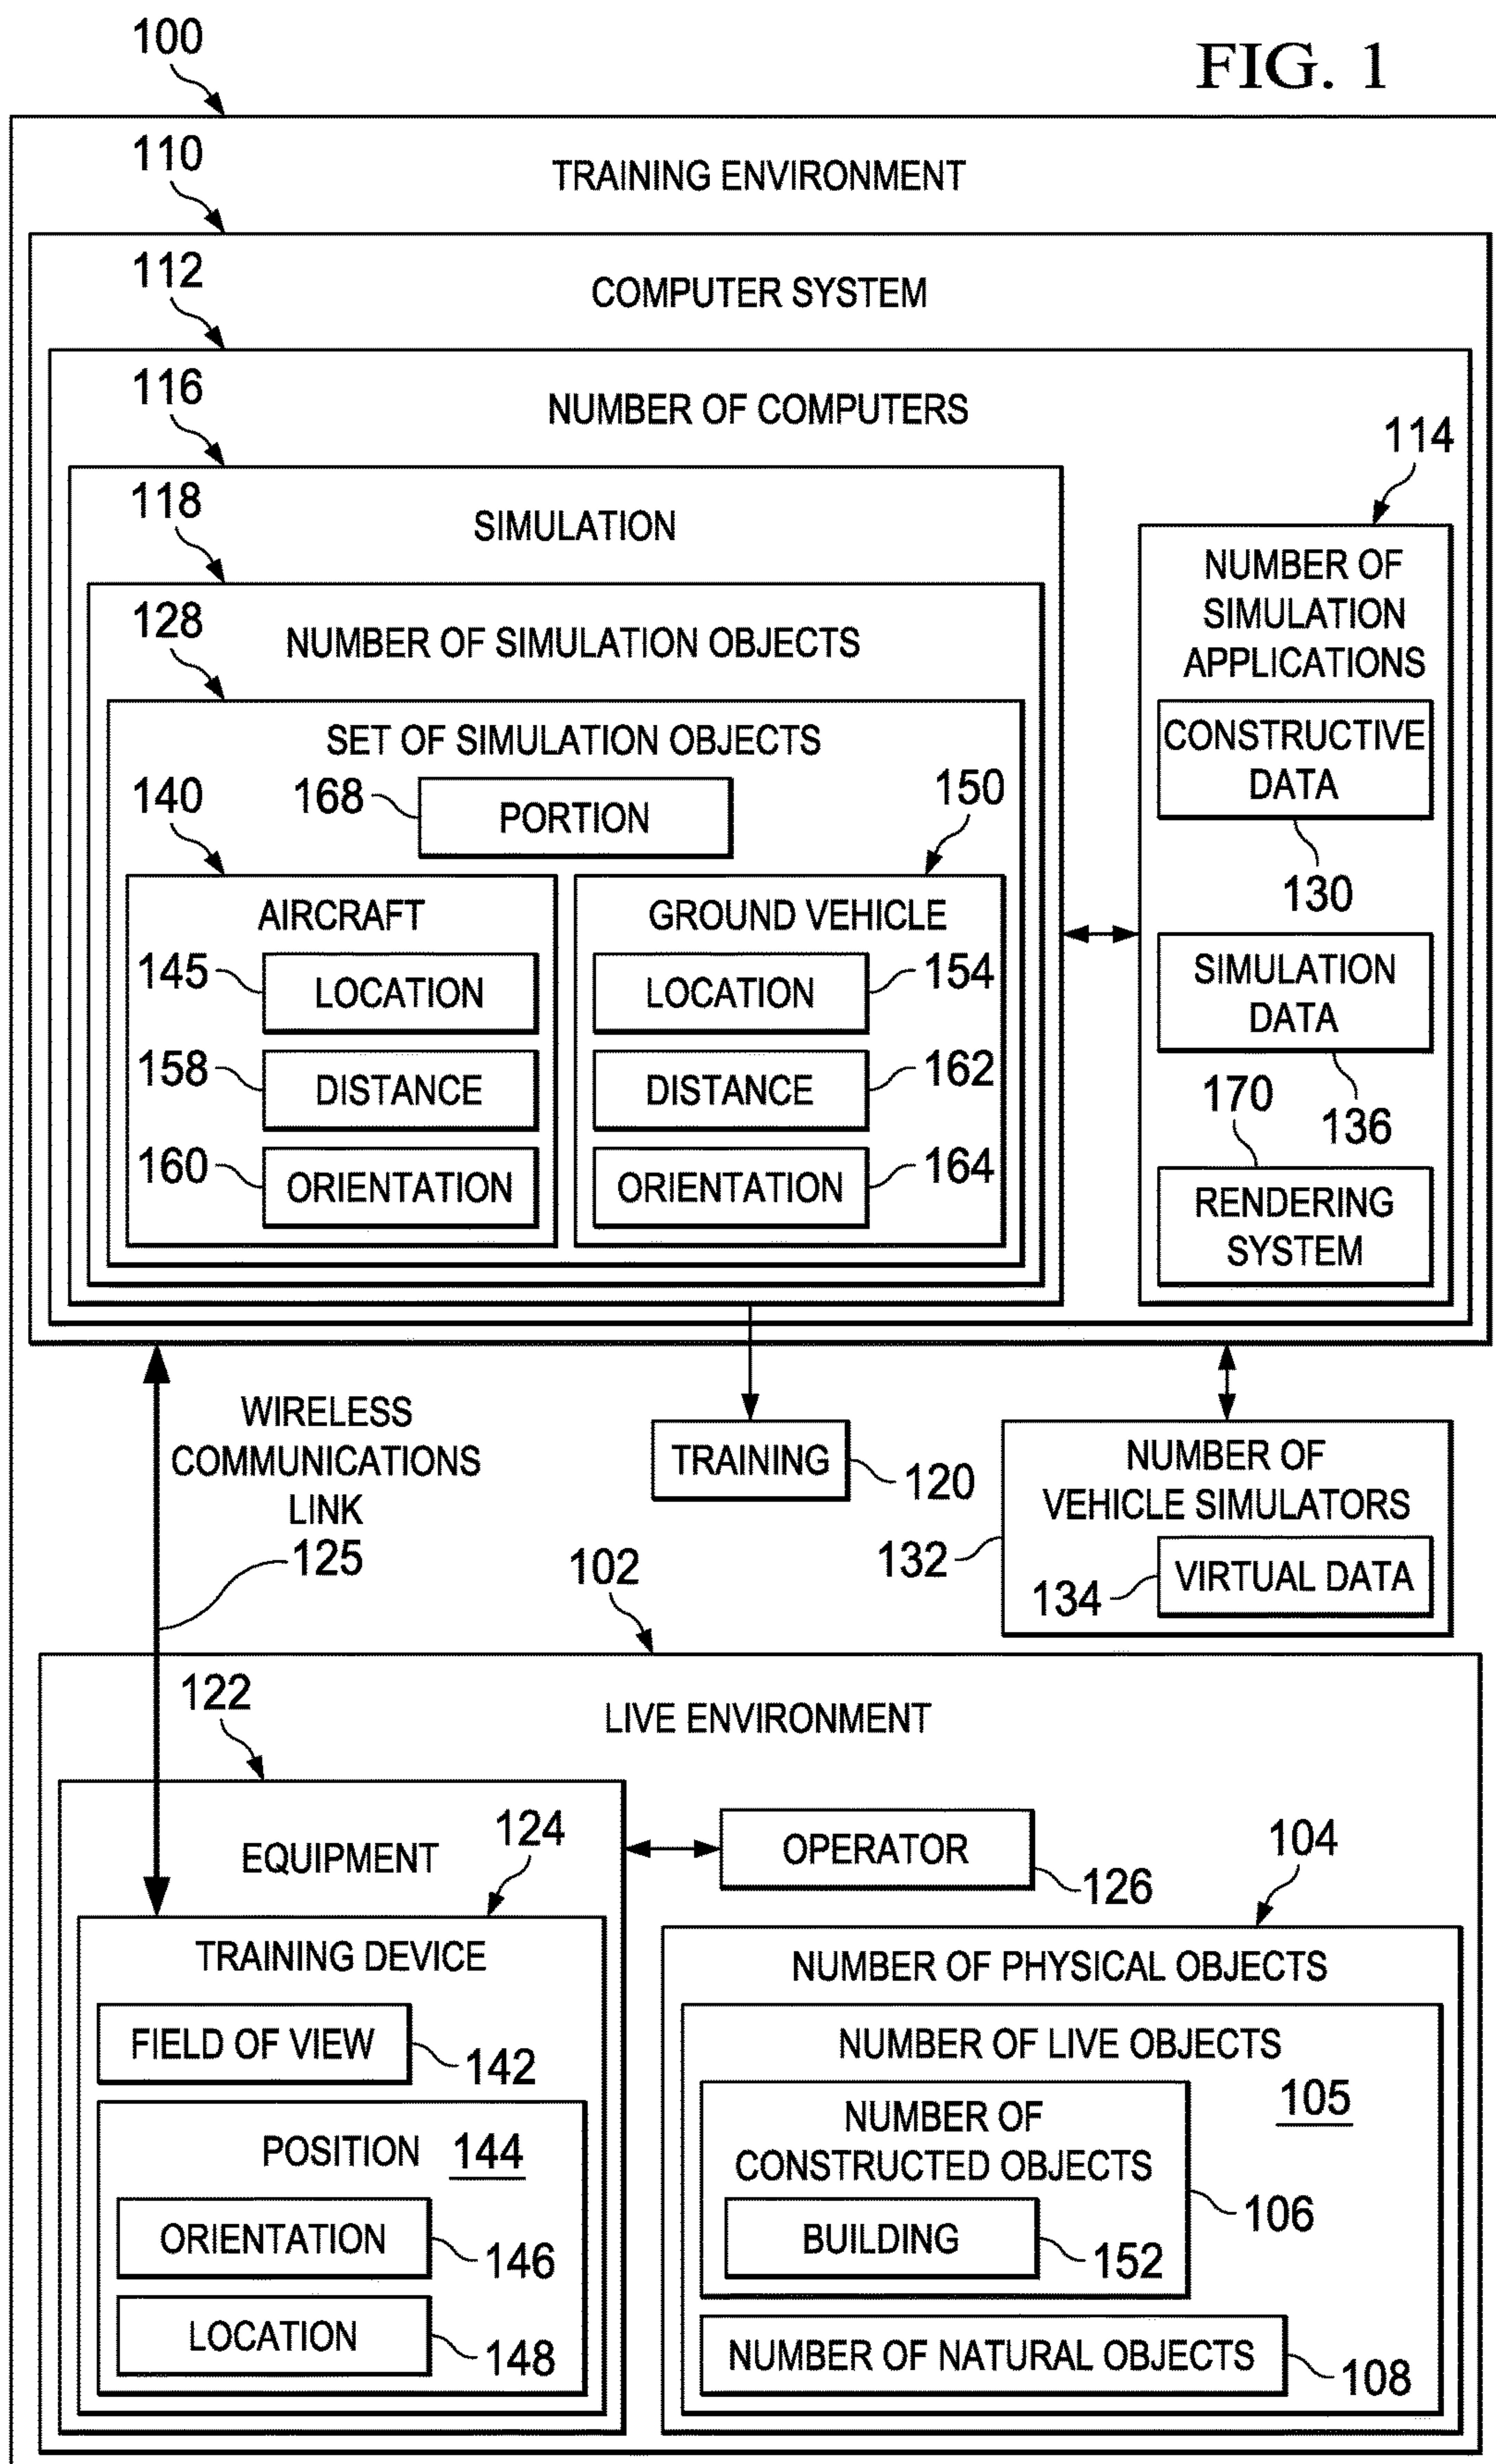 100
FIG. 1
110
TRAINING ENVIRONMENT
112
COMPUTER SYSTEM
116
NUMBER OF COMPUTERS
114
118
SIMULATION
NUMBER OF
SIMULATION
APPLICATIONS
128
NUMBER OF SIMULATION OBJECTS
SET OF SIMULATION OBJECTS
CONSTRUCTIVE
DATA
130
140
168
PORTION
150
AIRCRAFT
GROUND VEHICLE
145
LOCATION
LOCATION
154
SIMULATION
DATA
136
158
DISTANCE
DISTANCE
162
170
160
ORIENTATION
ORIENTATION
164
RENDERING
SYSTEM
WIRELESS
COMMUNICATIONS
LINK
125
TRAINING
120
NUMBER OF
VEHICLE SIMULATORS
132
134
VIRTUAL DATA
102
122
LIVE ENVIRONMENT
EQUIPMENT
124
OPERATOR
126
104
TRAINING DEVICE
NUMBER OF PHYSICAL OBJECTS
FIELD OF VIEW
142
NUMBER OF LIVE OBJECTS
105
POSITION
144
NUMBER OF
CONSTRUCTED OBJECTS
106
ORIENTATION
146
BUILDING
152
LOCATION
148
NUMBER OF NATURAL OBJECTS
108